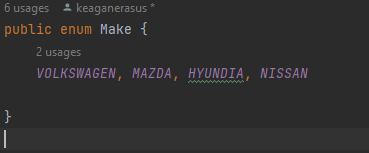 6 usages keaganerasus *
public enum Make {
2 usages
VOLKSWAGEN, MAZDA, HYUNDIA, NISSAN
}